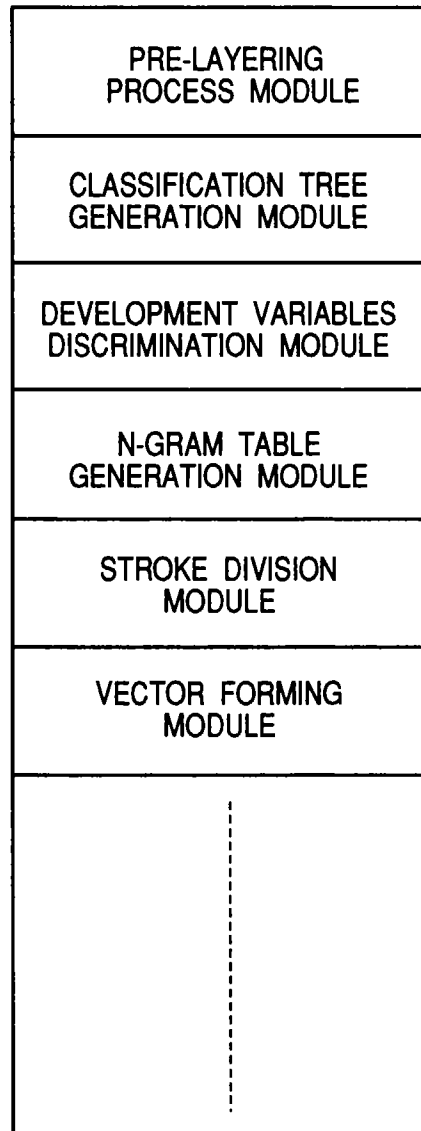 PRE-LAYERING
PROCESS MODULE
CLASSIFICATION TREE
GENERATION MODULE
DEVELOPMENT VARIABLES
DISCRIMINATION MODULE
N-GRAM TABLE
GENERATION MODULE
STROKE DIVISION
MODULE
VECTOR FORMING
MODULE